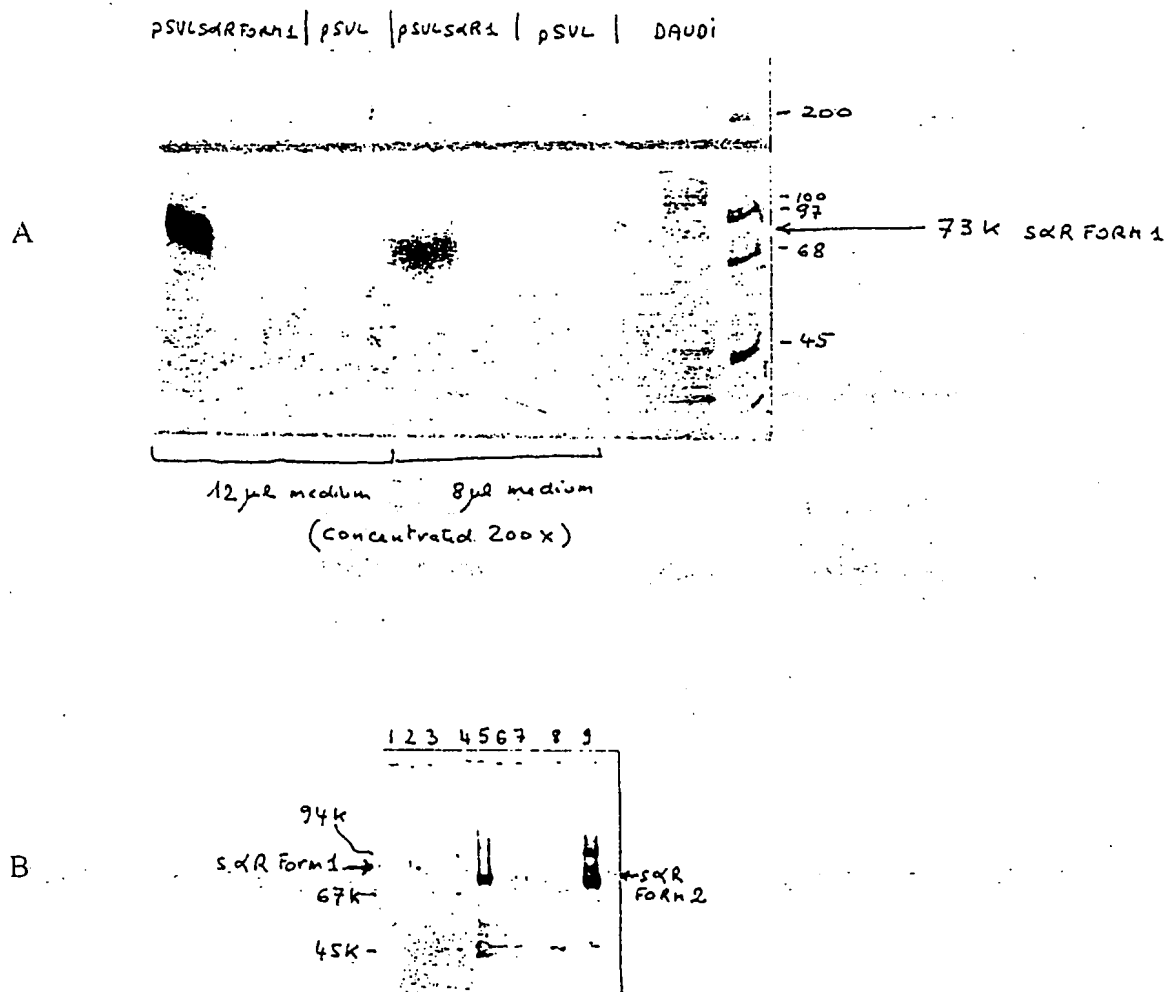 pSVLSαRFORM1 | pSVL | pSVLSαR1 | pSVL | DAUDi
- 200
- 100
- 97
A
73K SαR FORM 1
- 68
- 45
12 µl medium 8 µl medium
(concentrated 200 x)
1 2 3 4 5 6 7 8 9
94K
B
SαR Form1
SαR FORM 2
67K-
45K-